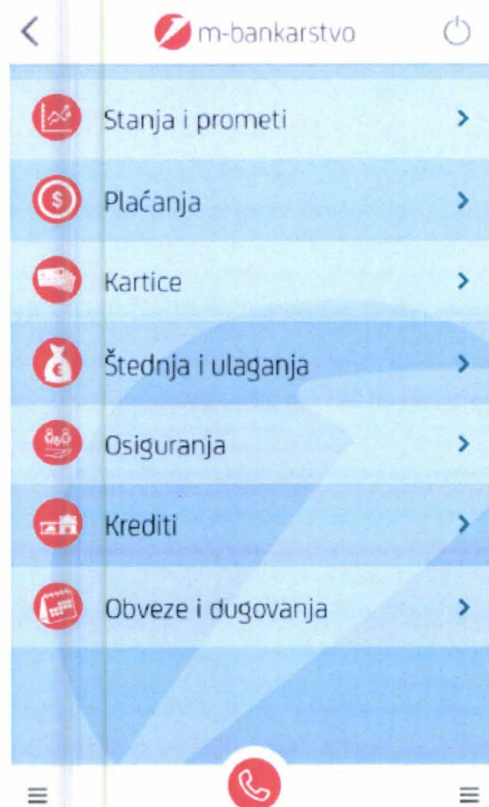 m-bankarstvo
Stanja i prometi
Plaćanja
Kartice
Štednja i ulaganja
Osiguranja
Krediti
Obveze i dugovanja